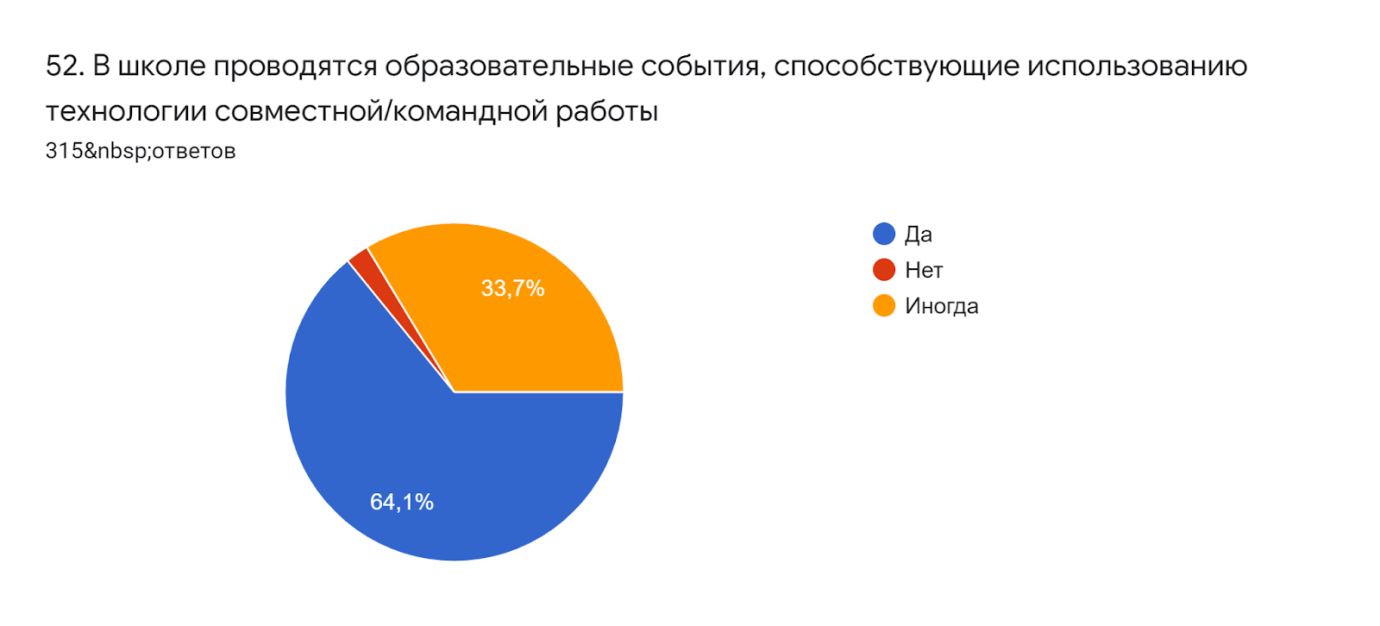 52. В школе проводятся образовательные события, способствующие использованию
технологии совместной/командной работы
315&nbsp;ответов
Да
Нет
Иногда
33,7%
64,1%